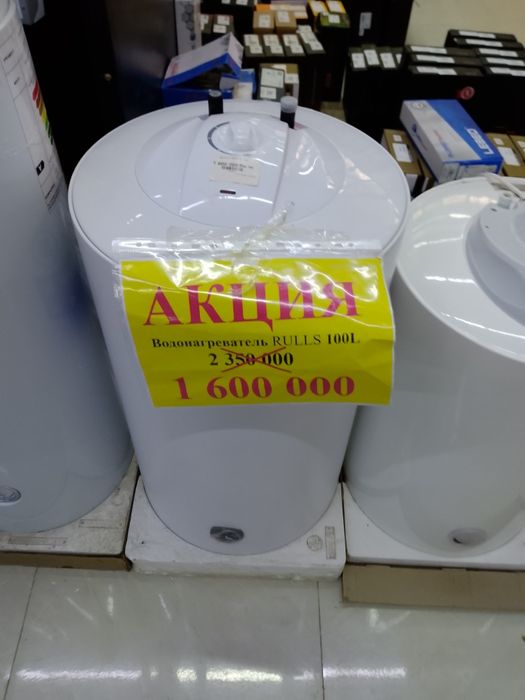 АКЦИЯ
Водонагреватель RULLS 100L
2 350 000
1 600 000